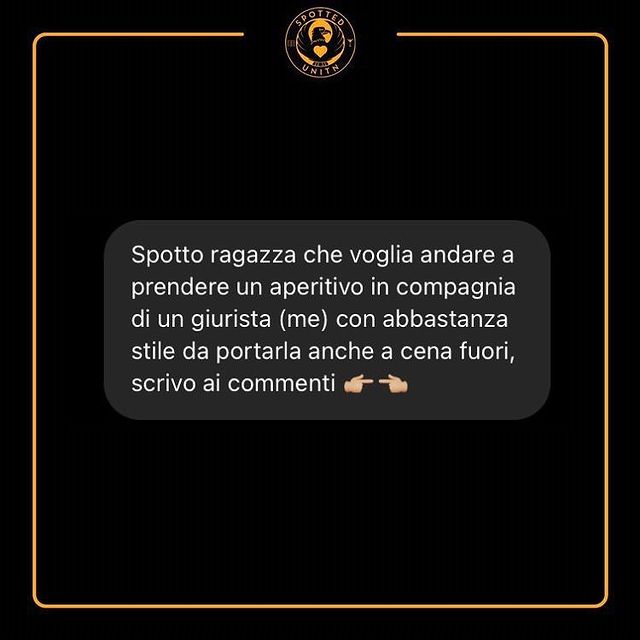 SPOTTED
UNITN
Spotto ragazza che voglia andare a
prendere un aperitivo in compagnia
di un giurista (me) con abbastanza
stile da portarla anche a cena fuori,
scrivo ai commenti 👉🏼👈🏼